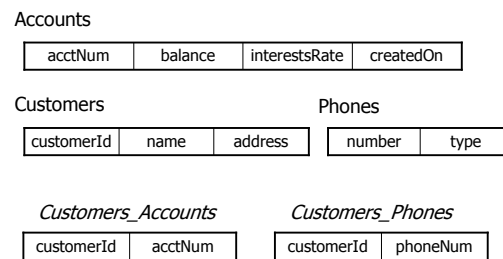 Accounts
acctNum balance interestsRate createdOn
Customers Phones
customerId name address number type
Customers_Accounts Customers_Phones
customerId acctNum customerId phoneNum